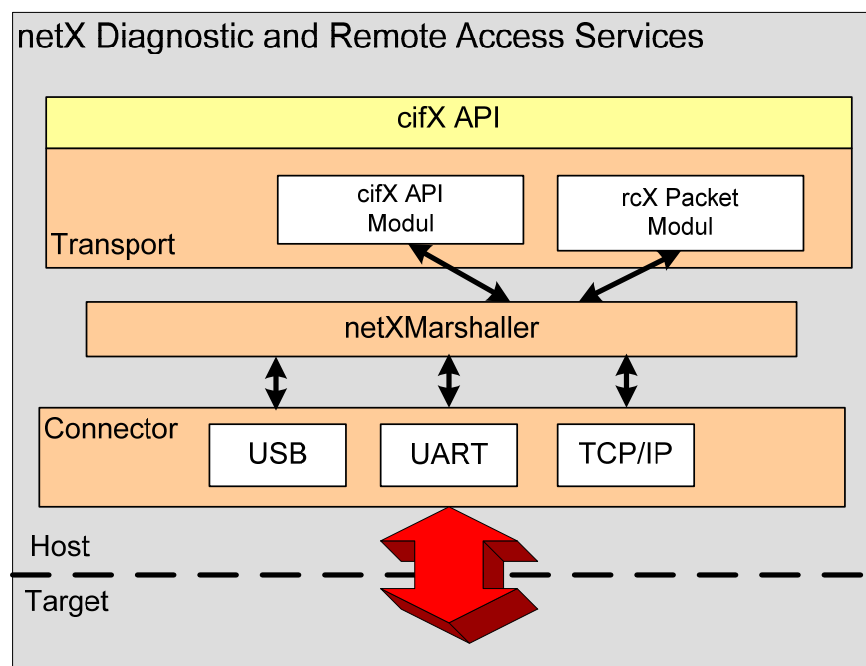 netX Diagnostic and Remote Access Services
cifX API
cifX API
Modul
rcX Packet
Modul
Transport
netXMarshaller
Connector
USB
UART
TCP/IP
Host
Target